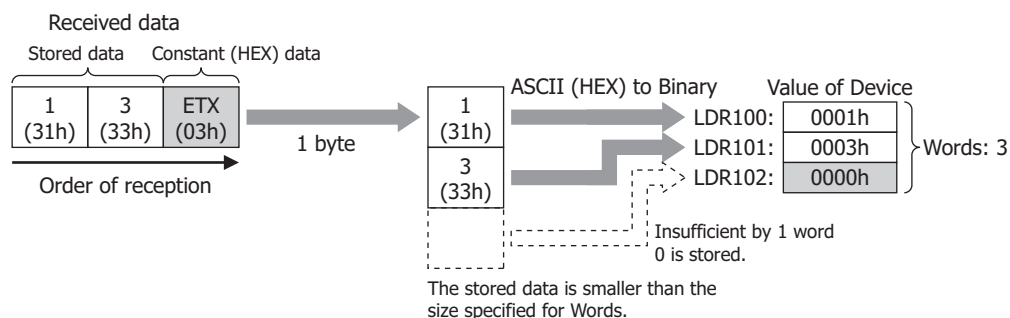 Received data
Stored data Constant (HEX) data
1 3 ETX
(31h) (33h) (03h)
Order of reception
1 byte
1
(31h)
3
(33h)
ASCII (HEX) to Binary
Value of Device
LDR100: 0001h
LDR101: 0003h
LDR102: 0000h
Words: 3
Insufficient by 1 word
0 is stored.
The stored data is smaller than the
size specified for Words.